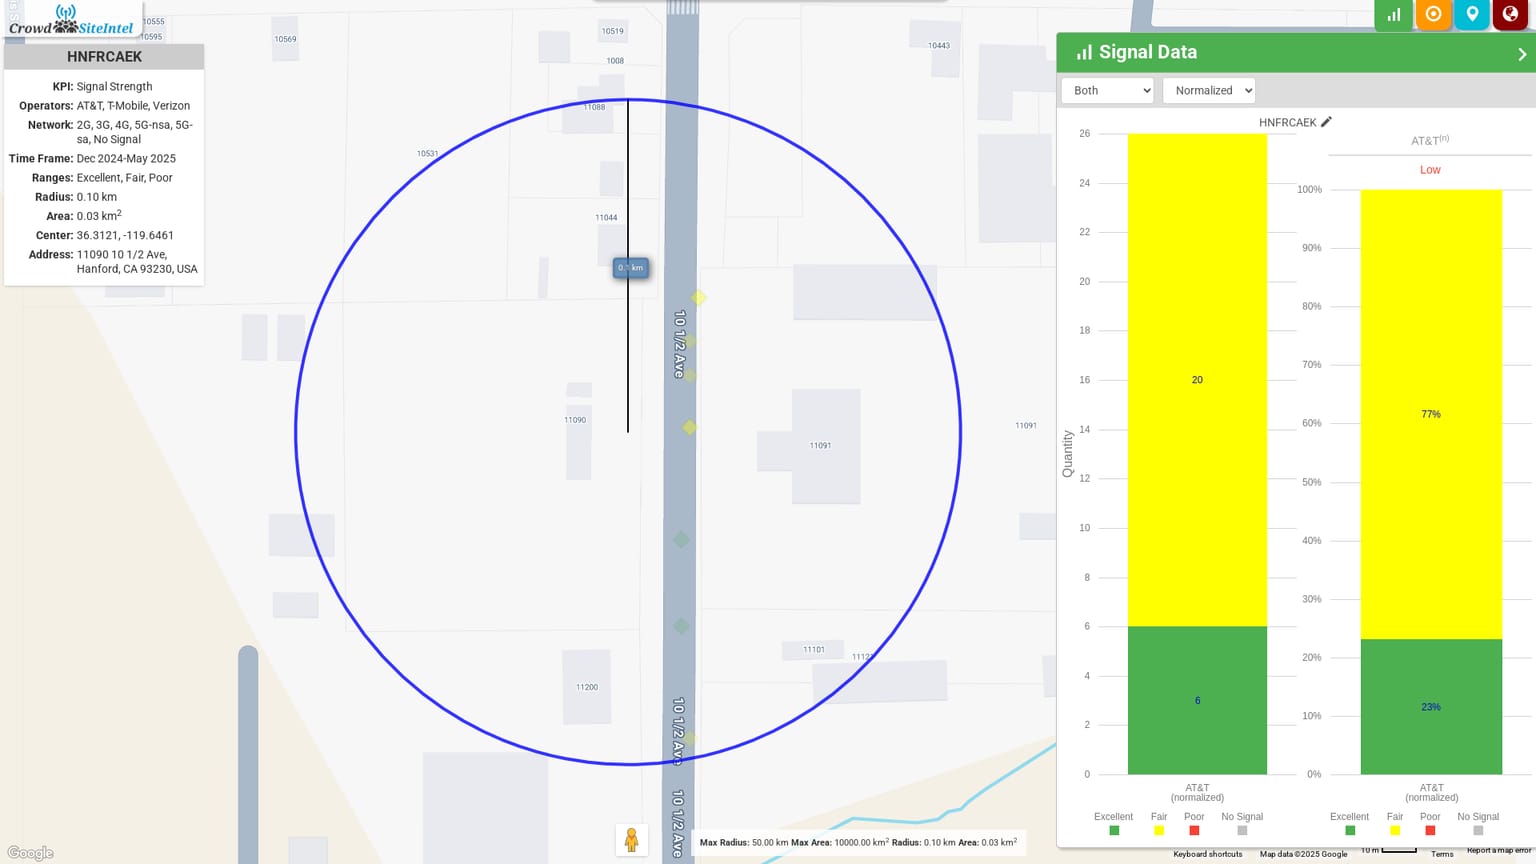 Crowd SiteIntel
HNFRCAEK
KPI: Signal Strength
Operators: AT&T, T-Mobile, Verizon
Network: 2G, 3G, 4G, 5G-nsa, 5G-
sa, No Signal
Time Frame: Dec 2024-May 2025
Ranges: Excellent, Fair, Poor
Radius: 0.10 km
Area: 0.03 km²
Center: 36.3121, -119.6461
Address: 11090 10 1/2 Ave,
Hanford, CA 93230, USA
10555
10595
10569
10519
1008
10443
11088
10531
11044
0.1 km
10 1/2 Ave
11090
11091
11091
11101
11200
10 1/2 Ave
10 1/2 Ave
Google
Max Radius: 50.00 km Max Area: 10000.00 km² Radius: 0.10 km Area: 0.03 km²
Signal Data
Both
Normalized
HNFRCAEK
AT&T(n)
Low
Quantity
26
24
22
20
18
16
14
12
10
8
6
4
2
0
20
6
AT&T
(normalized)
Excellent Fair Poor No Signal
100%
90%
80%
70%
60%
50%
40%
30%
20%
10%
0%
77%
23%
AT&T
(normalized)
Excellent Fair Poor No Signal
Keyboard shortcuts
Map data ©2025 Google
10 m
Terms
Report a map error